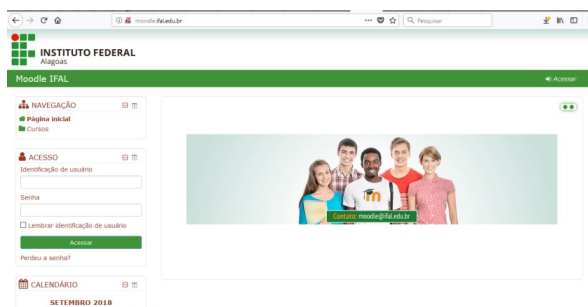 moodle.ifal.edu.br
Pesquisar
INSTITUTO FEDERAL
Alagoas
Moodle IFAL
Acessar
NAVEGAÇÃO
Página inicial
Cursos
ACESSO
Identificação de usuário
Senha
Lembrar identificação de usuário
Acessar
Perdeu a senha?
CALENDÁRIO
SETEMBRO 2018
m
Contato: moodle@ifal.edu.br